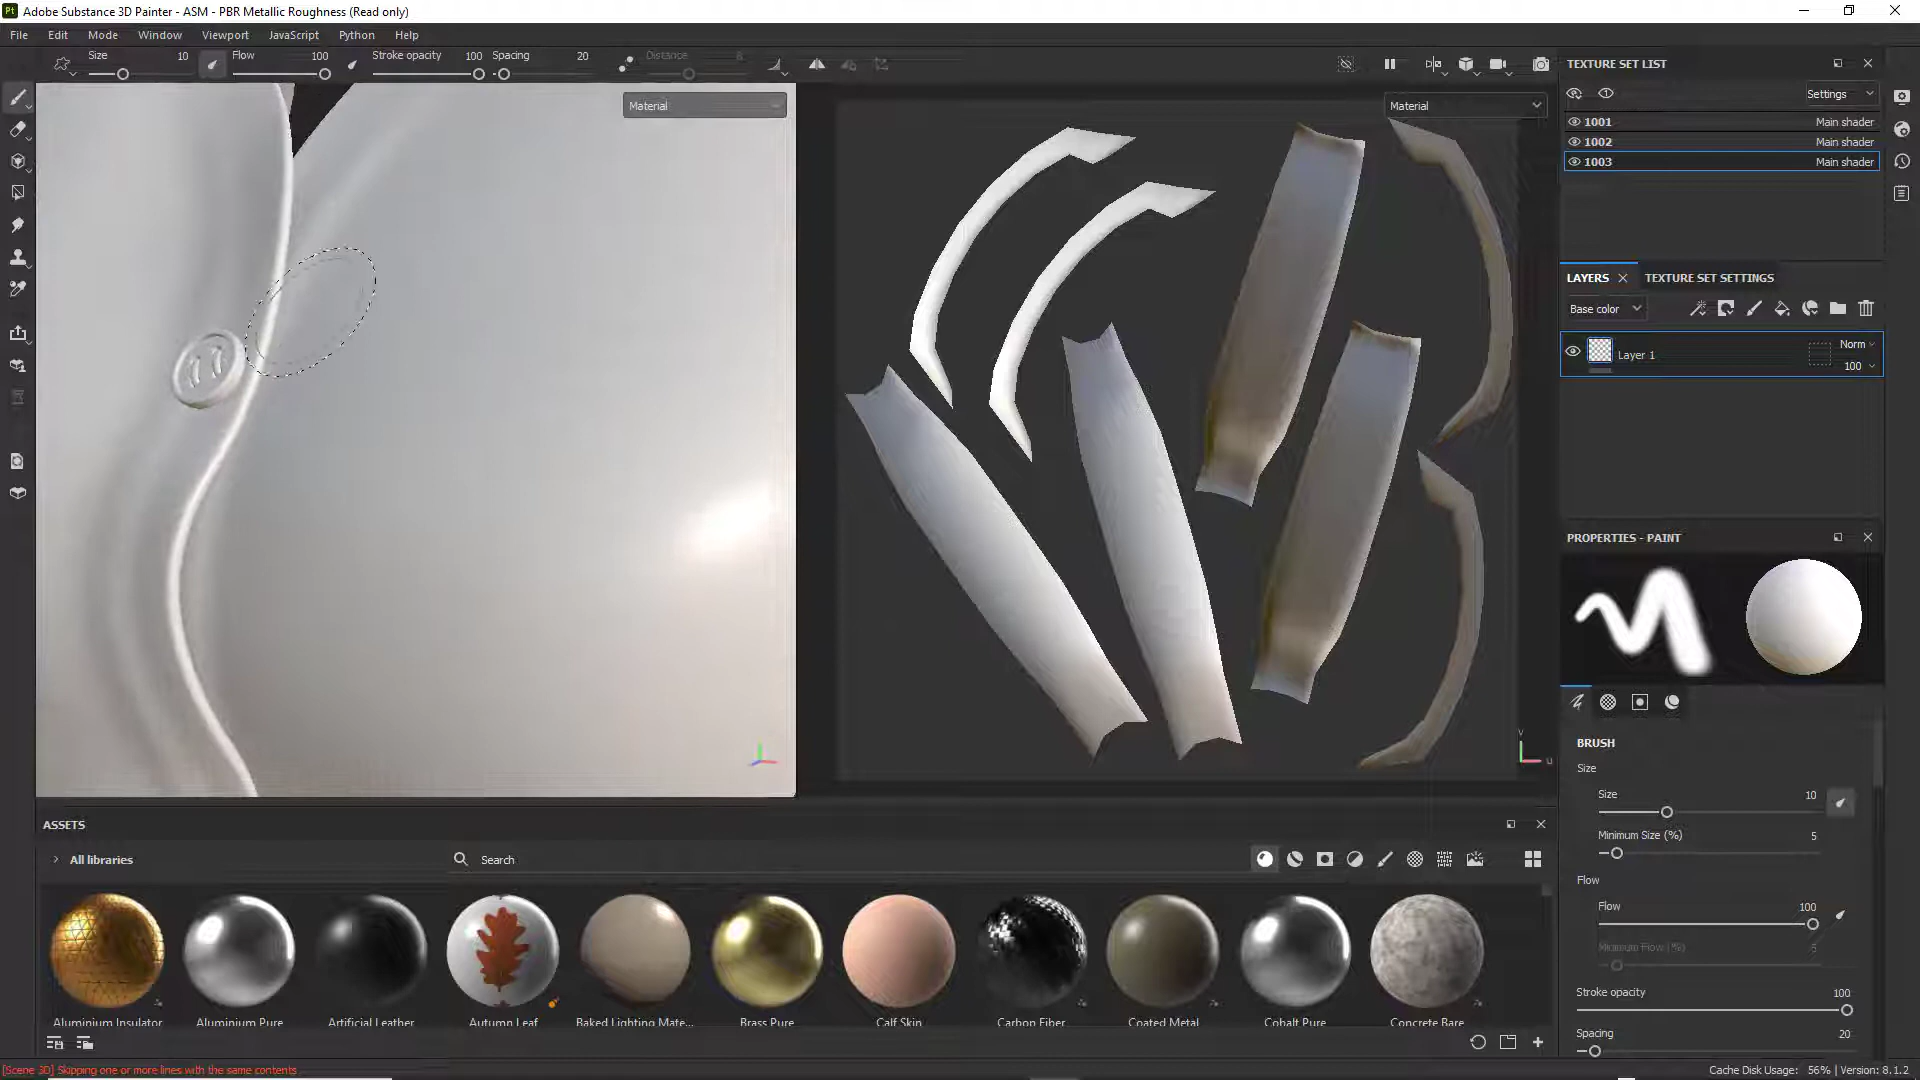 Pt Adobe Substance 3D Painter - ASM - PBR Metallic Roughness (Read only)
File Edit Mode Window Viewport JavaScript Python Help
Size 10 Flow 100 Stroke opacity 100 Spacing 20 Distance 8
Material
Material
TEXTURE SET LIST
Settings
1001 Main shader
1002 Main shader
1003 Main shader
LAYERS TEXTURE SET SETTINGS
Base color
Layer 1 Norm
100
PROPERTIES - PAINT
BRUSH
Size
Size 10
Minimum Size (%) 5
Flow
Flow 100
Minimum Flow (%) 5
Stroke opacity 100
Spacing 20
V
U
ASSETS
All libraries
Search
Aluminium Insulator Aluminium Pure Artificial Leather Autumn Leaf Baked Lighting Mate... Brass Pure Calf Skin Carbon Fiber Coated Metal Cobalt Pure Concrete Bare
[Scene 3D] Skipping one or more lines with the same contents
Cache Disk Usage: 56% | Version: 8.1.2